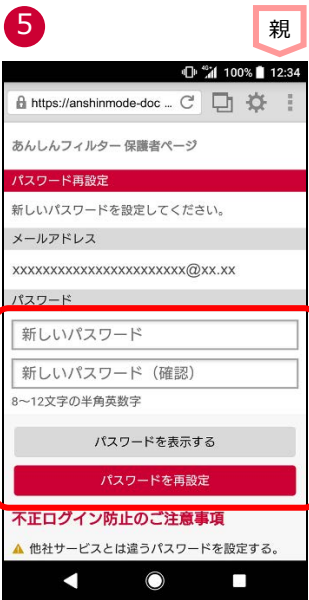 5
親
4G 100% 12:34
https://anshinmode-doc ...
あんしんフィルター 保護者ページ
パスワード再設定
新しいパスワードを設定してください。
メールアドレス
xxxxxxxxxxxxxxxxxxxxxxx@xx.xx
パスワード
新しいパスワード
新しいパスワード（確認）
8～12文字の半角英数字
パスワードを表示する
パスワードを再設定
不正ログイン防止のご注意事項
他社サービスとは違うパスワードを設定する。